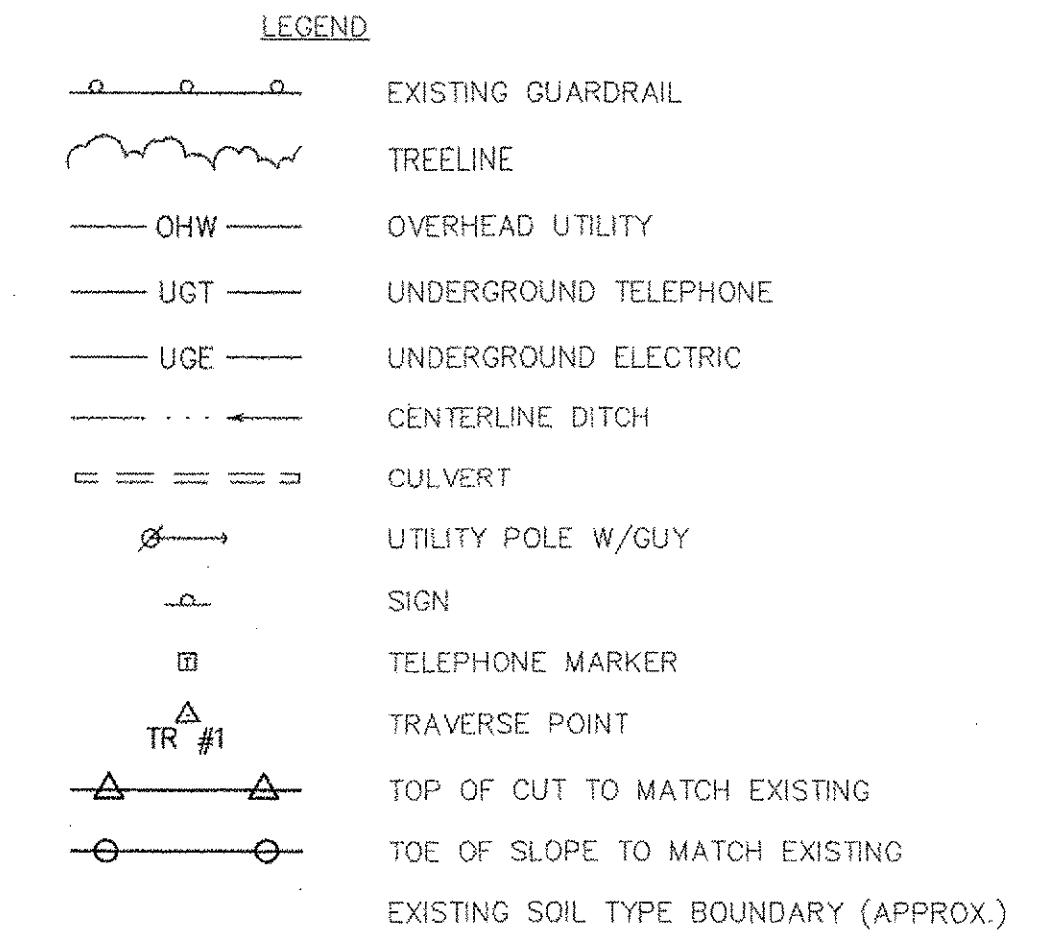 LEGEND
EXISTING GUARDRAIL
TREELINE
OHW OVERHEAD UTILITY
UGT UNDERGROUND TELEPHONE
UGE UNDERGROUND ELECTRIC
CENTERLINE DITCH
CULVERT
UTILITY POLE W/GUY
SIGN
T TELEPHONE MARKER
TRAVERSE POINT
TR #1
TOP OF CUT TO MATCH EXISTING
TOE OF SLOPE TO MATCH EXISTING
EXISTING SOIL TYPE BOUNDARY (APPROX.)